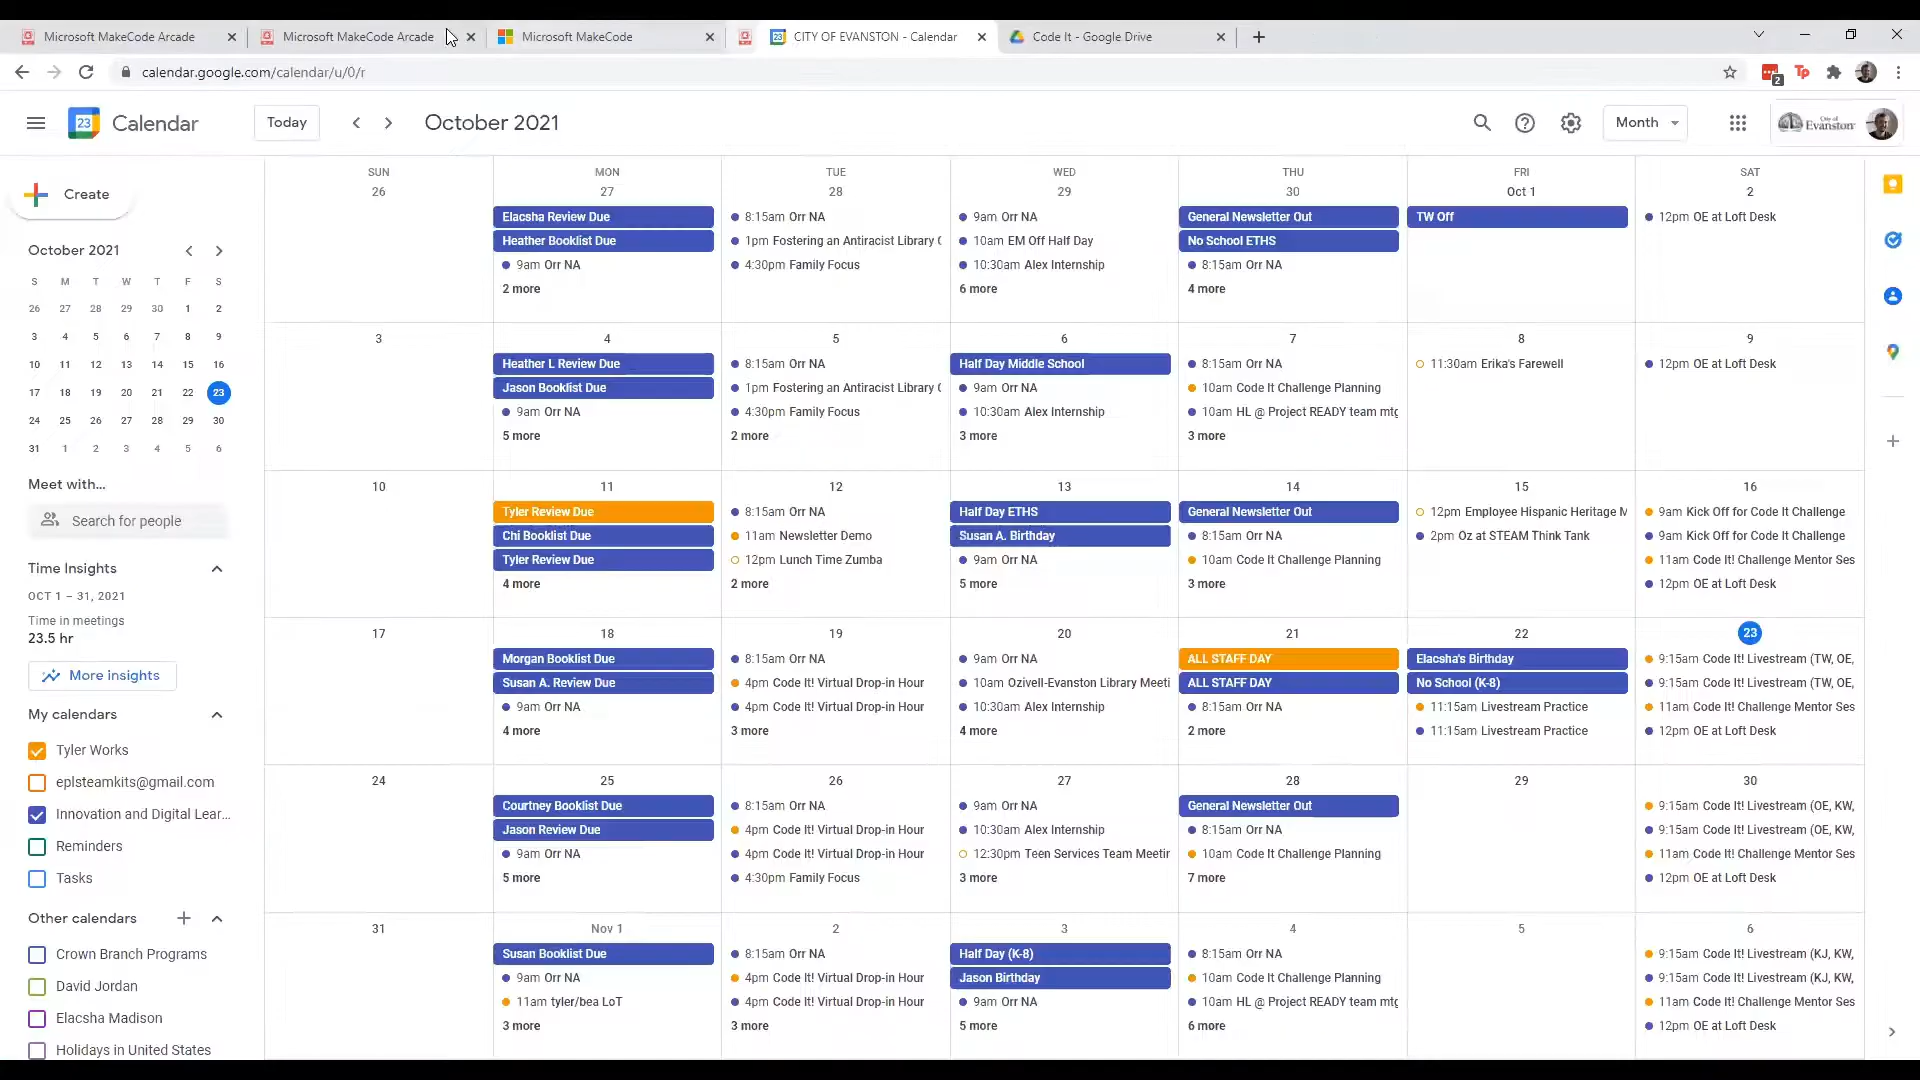 Microsoft MakeCode Arcade
Microsoft MakeCode Arcade
Microsoft MakeCode
CITY OF EVANSTON - Calendar
Code It - Google Drive
calendar.google.com/calendar/u/0/r
2
23
Calendar
Today
October 2021
Month
City of
Evanston
Create
October 2021
S M T W T F S
26 27 28 29 30 1 2
3 4 5 6 7 8 9
10 11 12 13 14 15 16
17 18 19 20 21 22 23
24 25 26 27 28 29 30
31 1 2 3 4 5 6
Meet with...
Search for people
Time Insights
OCT 1 – 31, 2021
Time in meetings
23.5 hr
More insights
My calendars
Tyler Works
eplsteamkits@gmail.com
Innovation and Digital Lear...
Reminders
Tasks
Other calendars
Crown Branch Programs
David Jordan
Elacsha Madison
Holidays in United States
SUN
26
MON
27
Elacsha Review Due
Heather Booklist Due
9am Orr NA
2 more
TUE
28
8:15am Orr NA
1pm Fostering an Antiracist Library C
4:30pm Family Focus
WED
29
9am Orr NA
10am EM Off Half Day
10:30am Alex Internship
6 more
THU
30
General Newsletter Out
No School ETHS
8:15am Orr NA
4 more
FRI
Oct 1
TW Off
SAT
2
12pm OE at Loft Desk
3
4
Heather L Review Due
Jason Booklist Due
9am Orr NA
5 more
5
8:15am Orr NA
1pm Fostering an Antiracist Library C
4:30pm Family Focus
2 more
6
Half Day Middle School
9am Orr NA
10:30am Alex Internship
3 more
7
8:15am Orr NA
10am Code It Challenge Planning
10am HL @ Project READY team mtg
3 more
8
11:30am Erika's Farewell
9
12pm OE at Loft Desk
10
11
Tyler Review Due
Chi Booklist Due
Tyler Review Due
4 more
12
8:15am Orr NA
11am Newsletter Demo
12pm Lunch Time Zumba
2 more
13
Half Day ETHS
Susan A. Birthday
9am Orr NA
5 more
14
General Newsletter Out
8:15am Orr NA
10am Code It Challenge Planning
3 more
15
12pm Employee Hispanic Heritage M
2pm Oz at STEAM Think Tank
16
9am Kick Off for Code It Challenge
9am Kick Off for Code It Challenge
11am Code It! Challenge Mentor Ses
12pm OE at Loft Desk
17
18
Morgan Booklist Due
Susan A. Review Due
9am Orr NA
4 more
19
8:15am Orr NA
4pm Code It! Virtual Drop-in Hour
4pm Code It! Virtual Drop-in Hour
3 more
20
9am Orr NA
10am Ozivell-Evanston Library Meeti
10:30am Alex Internship
4 more
21
ALL STAFF DAY
ALL STAFF DAY
8:15am Orr NA
2 more
22
Elacsha's Birthday
No School (K-8)
11:15am Livestream Practice
11:15am Livestream Practice
23
9:15am Code It! Livestream (TW, OE,
9:15am Code It! Livestream (TW, OE,
11am Code It! Challenge Mentor Ses
12pm OE at Loft Desk
24
25
Courtney Booklist Due
Jason Review Due
9am Orr NA
5 more
26
8:15am Orr NA
4pm Code It! Virtual Drop-in Hour
4pm Code It! Virtual Drop-in Hour
4:30pm Family Focus
27
9am Orr NA
10:30am Alex Internship
12:30pm Teen Services Team Meetin
3 more
28
General Newsletter Out
8:15am Orr NA
10am Code It Challenge Planning
7 more
29
30
9:15am Code It! Livestream (OE, KW,
9:15am Code It! Livestream (OE, KW,
11am Code It! Challenge Mentor Ses
12pm OE at Loft Desk
31
Nov 1
Susan Booklist Due
9am Orr NA
11am tyler/bea LoT
3 more
2
8:15am Orr NA
4pm Code It! Virtual Drop-in Hour
4pm Code It! Virtual Drop-in Hour
3 more
3
Half Day (K-8)
Jason Birthday
9am Orr NA
5 more
4
8:15am Orr NA
10am Code It Challenge Planning
10am HL @ Project READY team mtg
6 more
5
6
9:15am Code It! Livestream (KJ, KW,
9:15am Code It! Livestream (KJ, KW,
11am Code It! Challenge Mentor Ses
12pm OE at Loft Desk